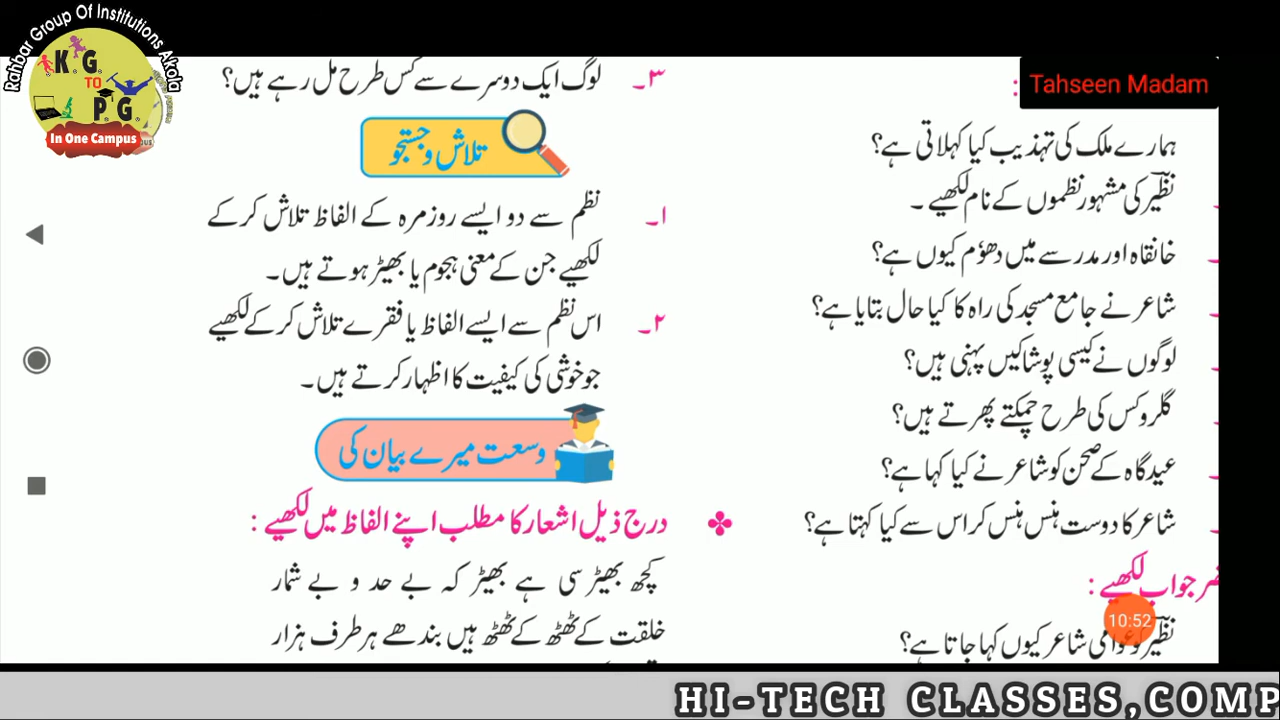 Rahbar Group Of Institutions Akola
K.G.
TO
P.G.
In One Campus
Tahseen Madam
:
ہمارے ملک کی تہذیب کیا کہلاتی ہے؟
نظیرؔ کی مشہور نظموں کے نام لکھیے۔
خانقاہ اور مدرسے میں دھوٗم کیوں ہے؟
شاعر نے جامع مسجد کی راہ کا کیا حال بتایا ہے؟
لوگوں نے کیسی پوشاکیں پہنی ہیں؟
گلرو کس کی طرح چمکتے پھرتے ہیں؟
عیدگاہ کے صحن کو شاعر نے کیا کہا ہے؟
شاعر کا دوست ہنس ہنس کر اس سے کیا کہتا ہے؟
جواب لکھیے :
10:52
نظیرؔ کو عوامی شاعر کیوں کہا جاتا ہے؟
۳۔ لوگ ایک دوسرے سے کس طرح مل رہے ہیں؟
تلاش و جستجو
۱۔ نظم سے دو ایسے روزمرہ کے الفاظ تلاش کر کے
لکھیے جن کے معنی ہجوم یا بھیڑ ہوتے ہیں۔
۲۔ اس نظم سے ایسے الفاظ یا فقرے تلاش کر کے لکھیے
جو خوشی کی کیفیت کا اظہار کرتے ہیں۔
وسعت میرے بیان کی
درج ذیل اشعار کا مطلب اپنے الفاظ میں لکھیے :
کچھ بھیڑ سی ہے بھیڑ کہ بے حد و بے شمار
خلقت کے ٹھٹھ کے ٹھٹھ ہیں بندھے ہر طرف ہزار
HI-TECH CLASSES,COMP